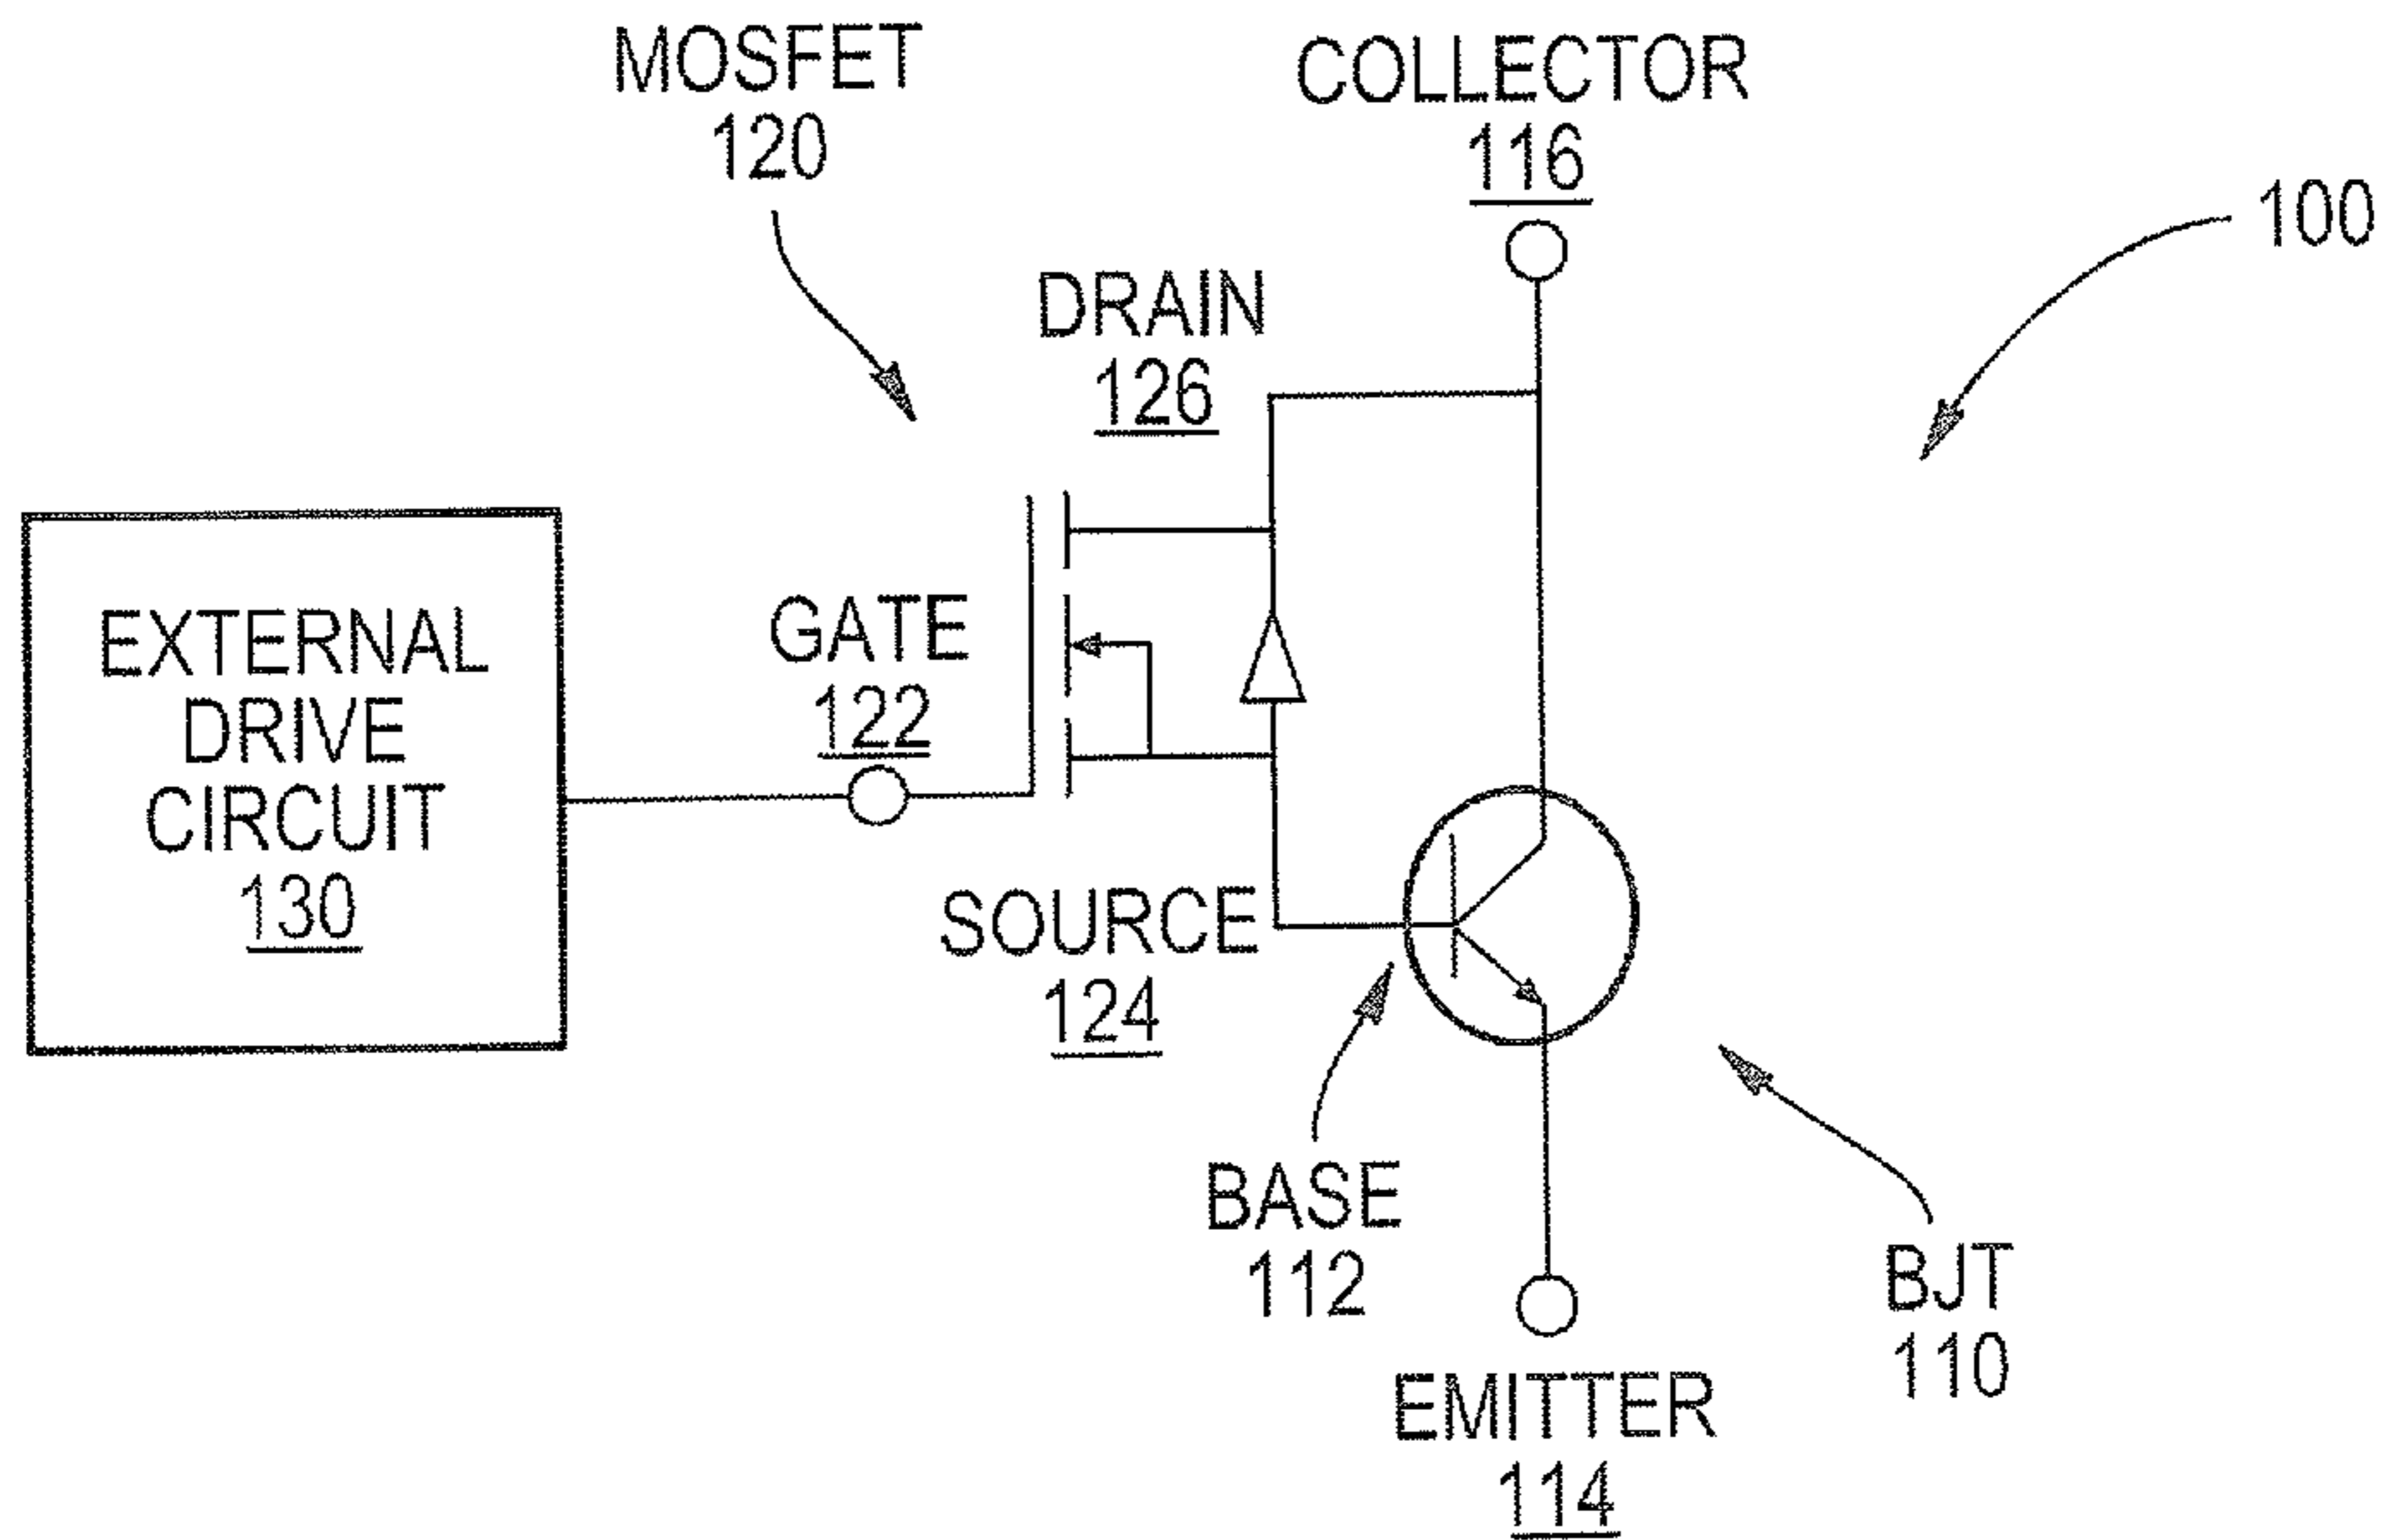 MOSFET
120
COLLECTOR
116
100
DRAIN
126
EXTERNAL
DRIVE
CIRCUIT
130
GATE
122
SOURCE
124
BASE
112
BJT
110
EMITTER
114